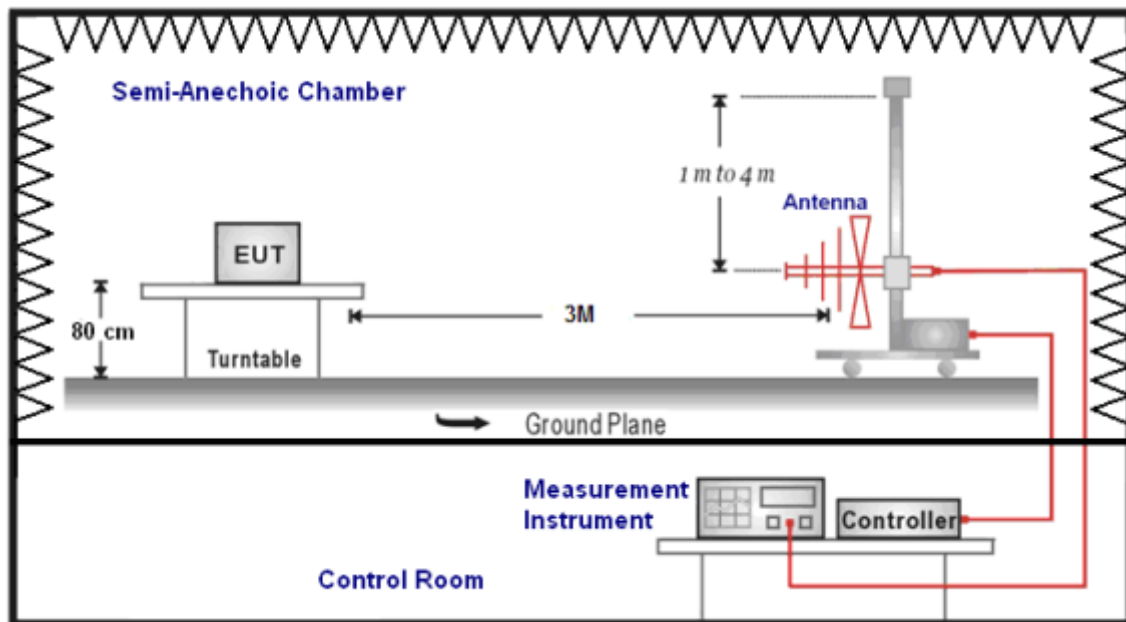 Semi-Anechoic Chamber
1 m to 4 m
Antenna
EUT
80 cm
3M
Turntable
Ground Plane
Measurement
Instrument
Controller
Control Room